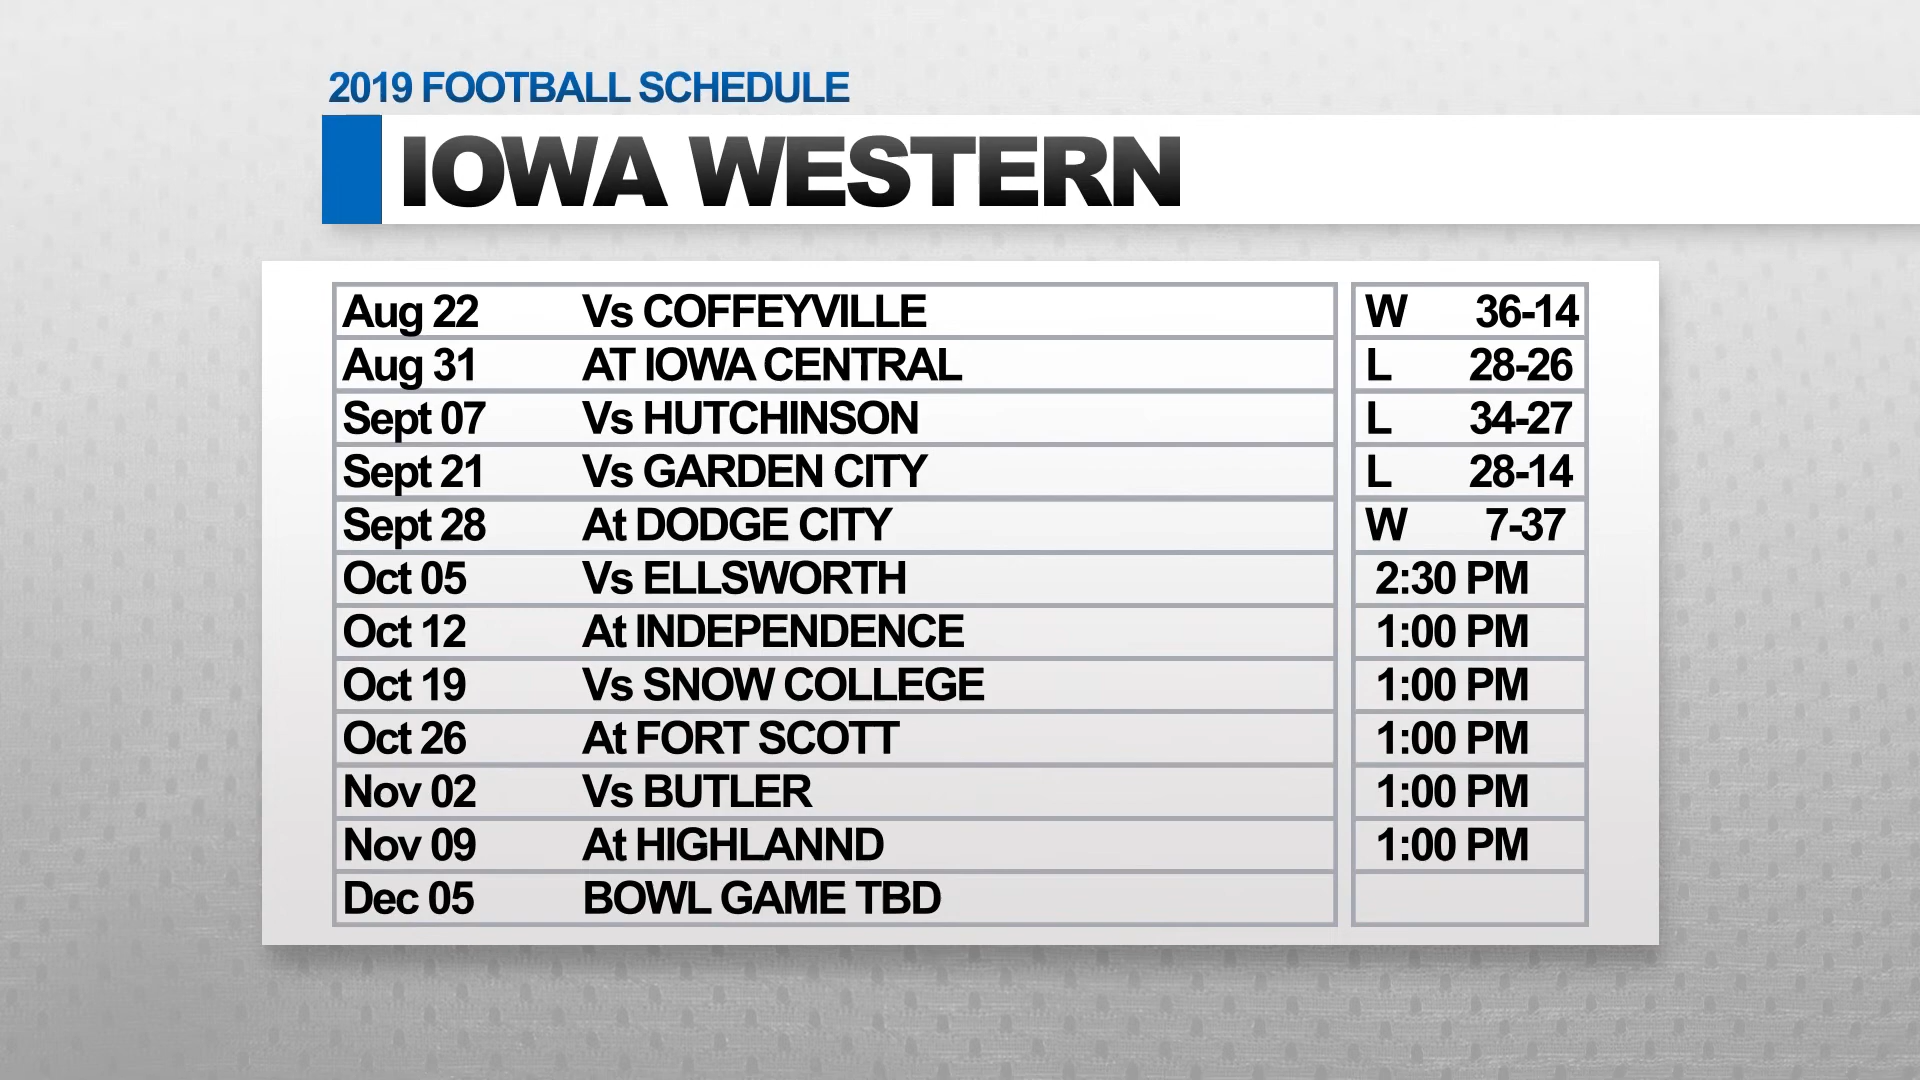 2019 FOOTBALL SCHEDULE
IOWA WESTERN
Aug 22 Vs COFFEYVILLE W 36-14
Aug 31 AT IOWA CENTRAL L 28-26
Sept 07 Vs HUTCHINSON L 34-27
Sept 21 Vs GARDEN CITY L 28-14
Sept 28 At DODGE CITY W 7-37
Oct 05 Vs ELLSWORTH 2:30 PM
Oct 12 At INDEPENDENCE 1:00 PM
Oct 19 Vs SNOW COLLEGE 1:00 PM
Oct 26 At FORT SCOTT 1:00 PM
Nov 02 Vs BUTLER 1:00 PM
Nov 09 At HIGHLANND 1:00 PM
Dec 05 BOWL GAME TBD